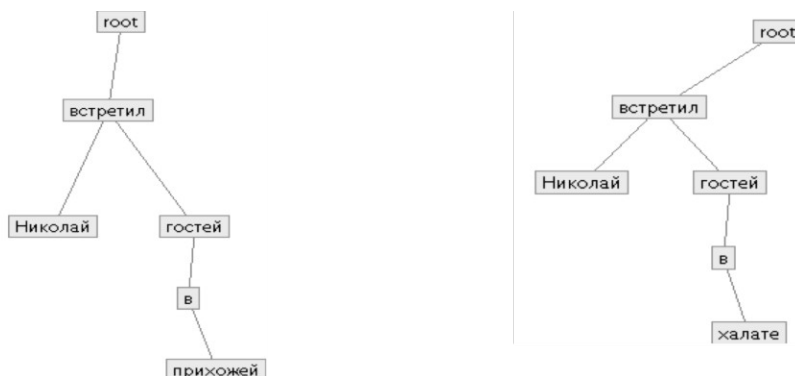 root
встретил
Николай
гостей
в
прихожей
root
встретил
Николай
гостей
в
халате